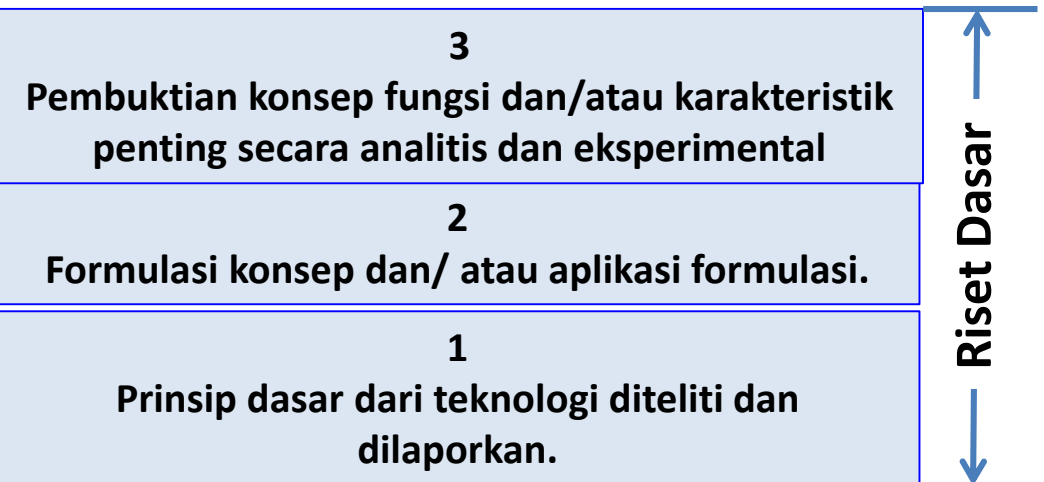 3
Pembuktian konsep fungsi dan/atau karakteristik
penting secara analitis dan eksperimental
2
Formulasi konsep dan/ atau aplikasi formulasi.
1
Prinsip dasar dari teknologi diteliti dan
dilaporkan.
Riset Dasar